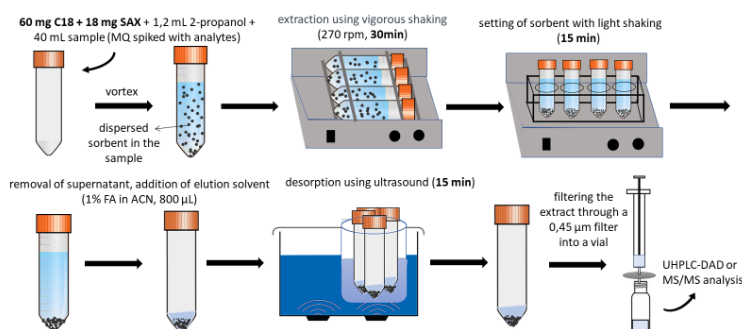 60 mg C18 + 18 mg SAX + 1,2 mL 2-propanol +
40 mL sample (MQ spiked with analytes)
vortex
dispersed
sorbent in the
sample
extraction using vigorous shaking
(270 rpm, 30min)
setting of sorbent with light shaking
(15 min)
removal of supernatant, addition of elution solvent
(1% FA in ACN, 800 µL)
desorption using ultrasound (15 min)
filtering the
extract through a
0,45 µm filter
into a vial
UHPLC-DAD or
MS/MS analysis